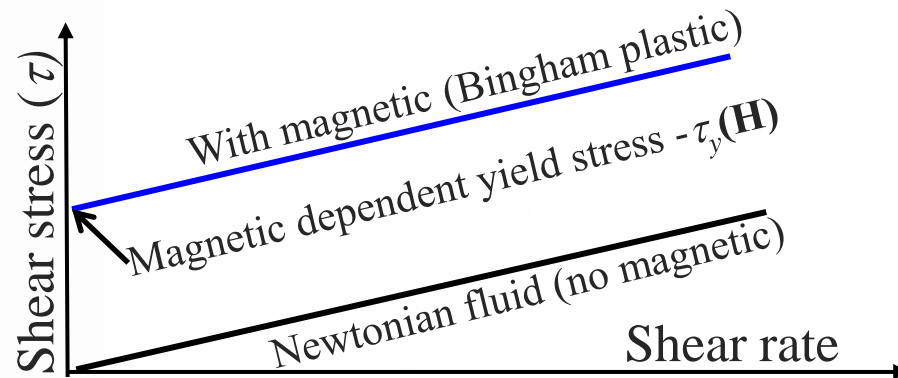 Shear stress (τ)
With magnetic (Bingham plastic)
Magnetic dependent yield stress -τy(H)
Newtonian fluid (no magnetic)
Shear rate